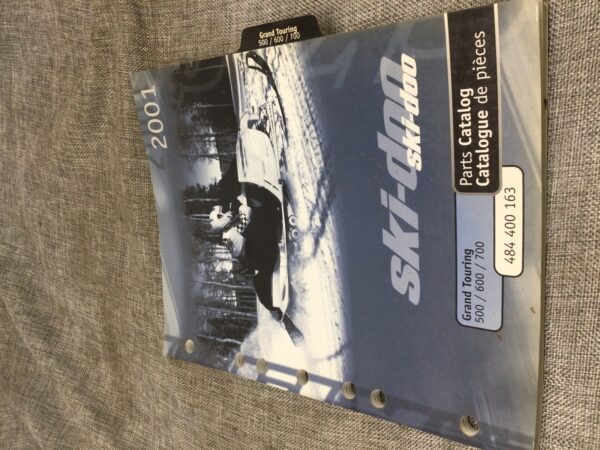 Grand Touring
500 / 600 / 700
2001
ski-doo
ski-doo
Parts Catalog
Catalogue de pièces
Grand Touring
500 / 600 / 700
484 400 163